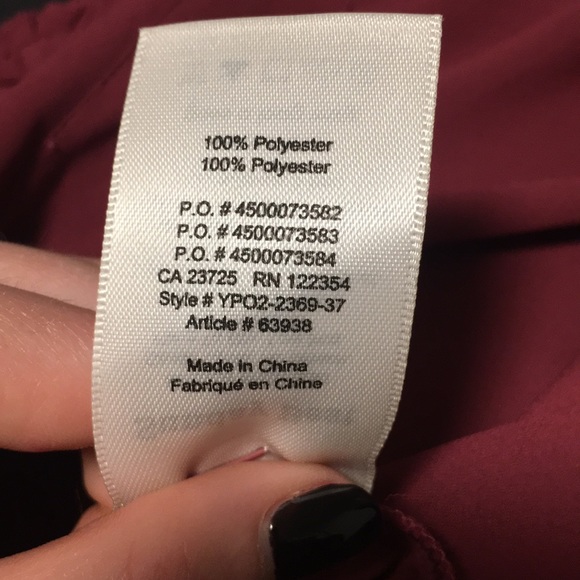 100% Polyester
100% Polyester
P.O. # 4500073582
P.O. # 4500073583
P.O. # 4500073584
CA 23725 RN 122354
Style # YPO2-2369-37
Article # 63938
Made in China
Fabriqué en Chine